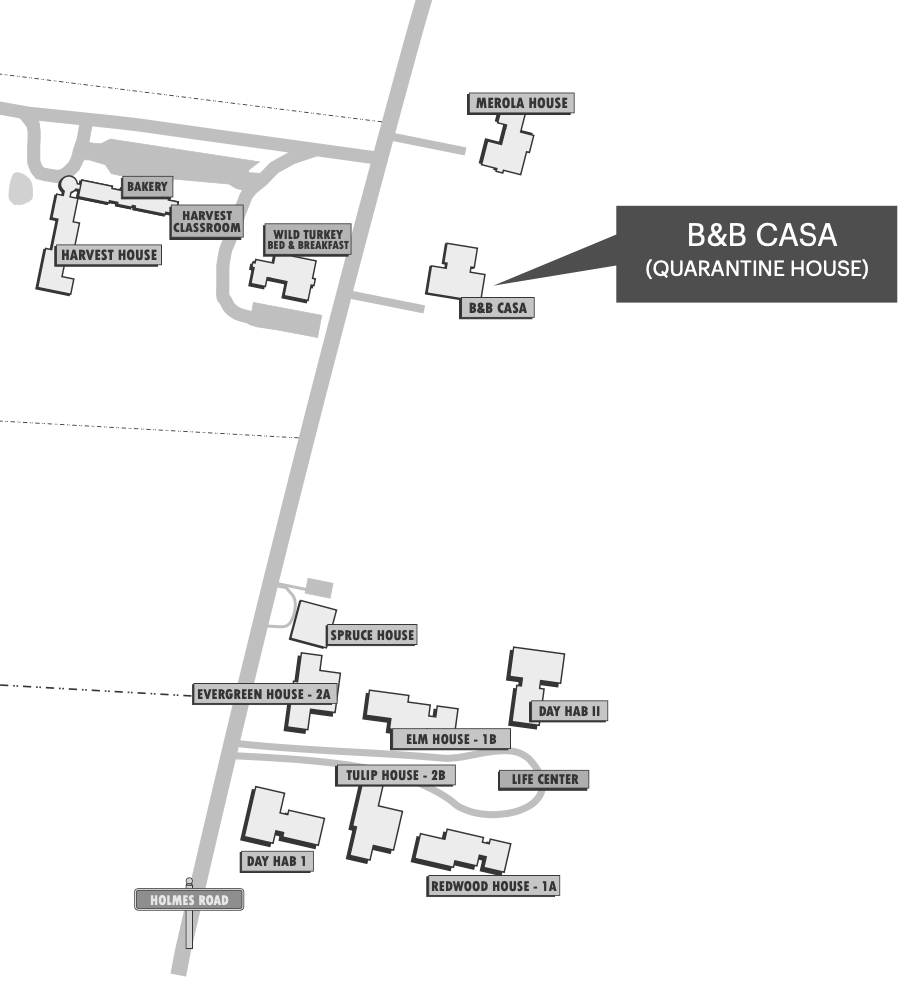 MEROLA HOUSE
BAKERY
HARVEST
CLASSROOM
HARVEST HOUSE
WILD TURKEY
BED & BREAKFAST
B&B CASA
(QUARANTINE HOUSE)
B&B CASA
SPRUCE HOUSE
EVERGREEN HOUSE - 2A
DAY HAB II
ELM HOUSE - 1B
TULIP HOUSE - 2B
LIFE CENTER
DAY HAB 1
REDWOOD HOUSE - 1A
HOLMES ROAD